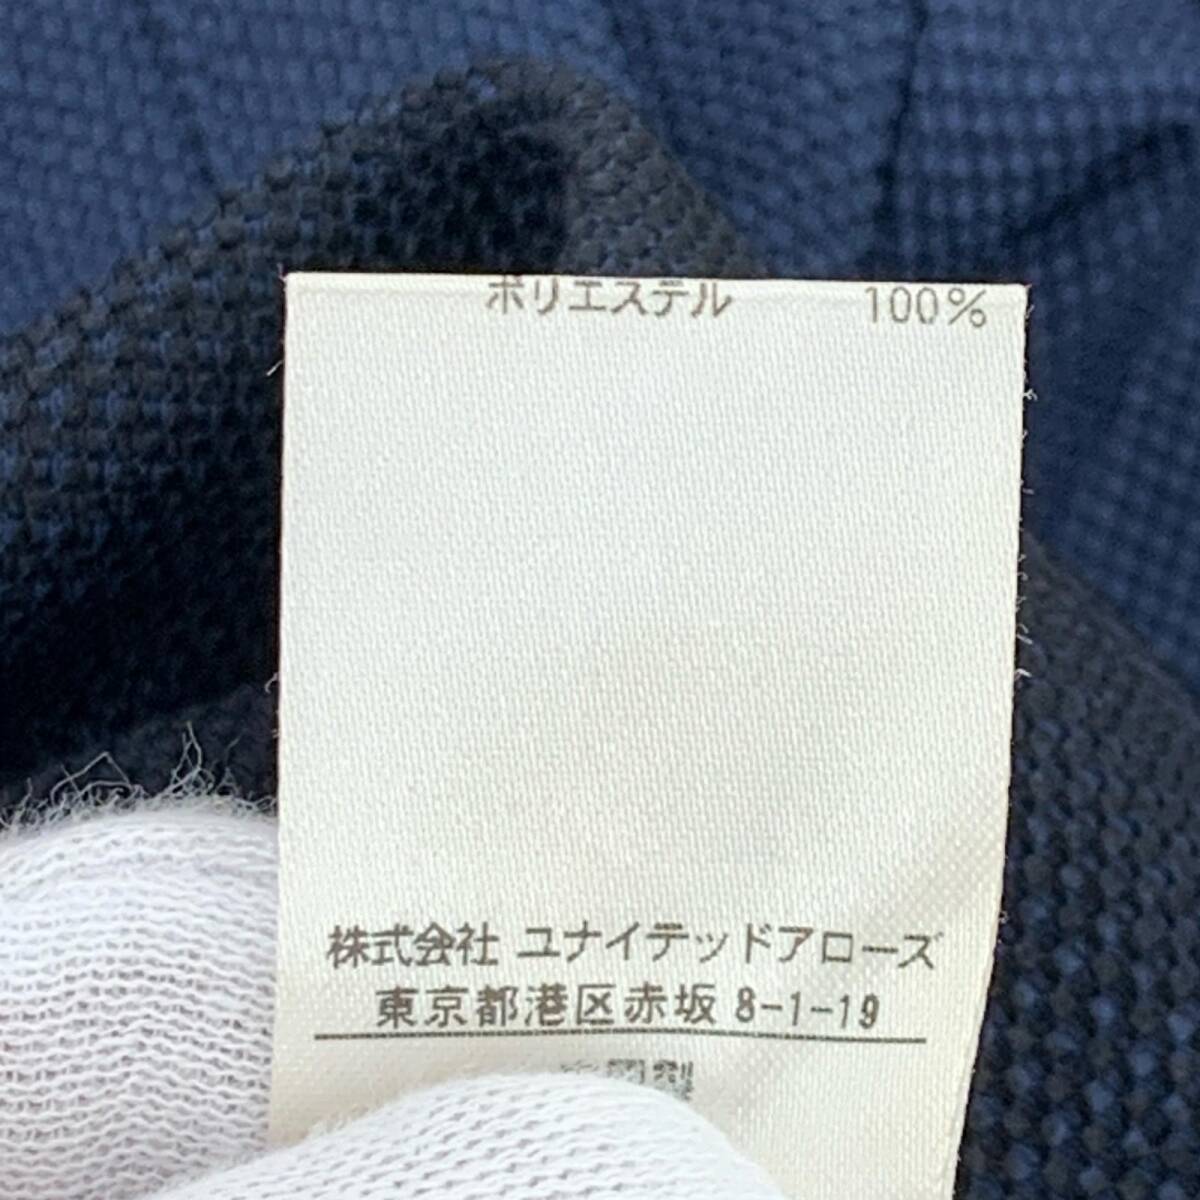 ポリエステル 100%
株式会社 ユナイテッドアローズ
東京都港区赤坂 8-1-19